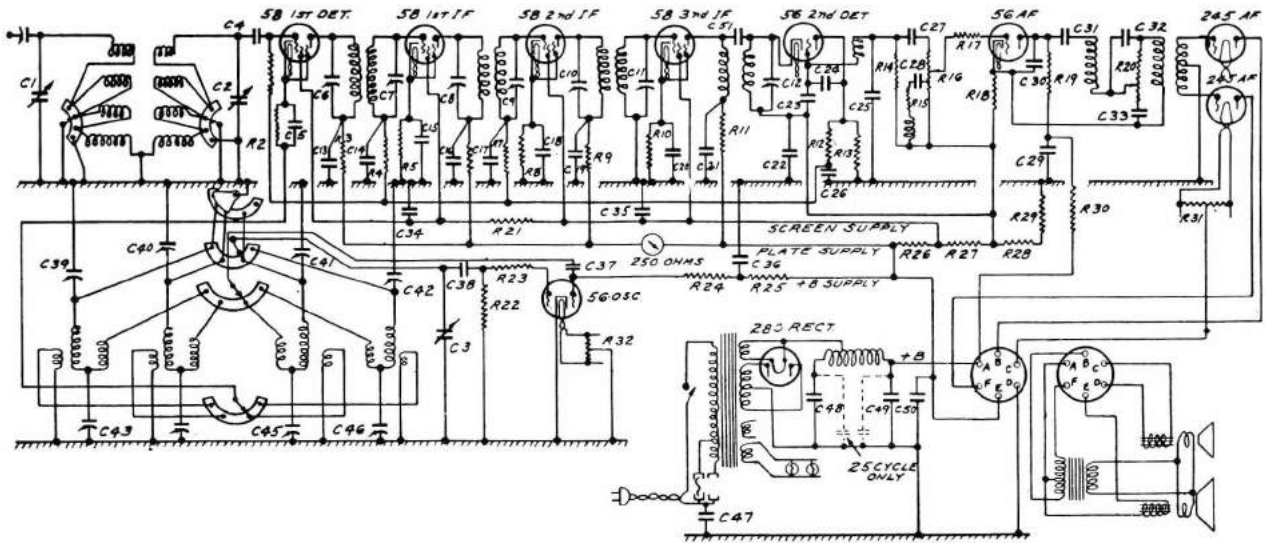 58 1ST DET.
58 1ST IF
58 2nd IF
58 3rd IF
56 2nd DET
56 AF
245 AF
245 AF
C4
C51
C27
C31
C32
R17
C1
C2
C6
C7
C8
C9
C10
C11
C12
C24
C23
R14
C28
R16
R15
C25
C30
R19
R18
R20
C33
R2
C5
R3
C13
C14
R4
R5
C15
C16
C17
R7
R8
C18
C19
R9
R10
C20
C21
R11
C22
R12
R13
C26
C29
R31
C34
R21
C35
SCREEN SUPPLY
PLATE SUPPLY
250 OHMS
R29
R30
R26
R27
R28
C39
C40
C41
C42
C38
R23
C37
C36
R24
R25
+B SUPPLY
R22
56 OSC.
C3
R32
280 RECT.
+B
C48
C49
C50
25 CYCLE
ONLY
A
B
C
F
E
D
A
B
C
F
E
D
C43
C45
C46
C47